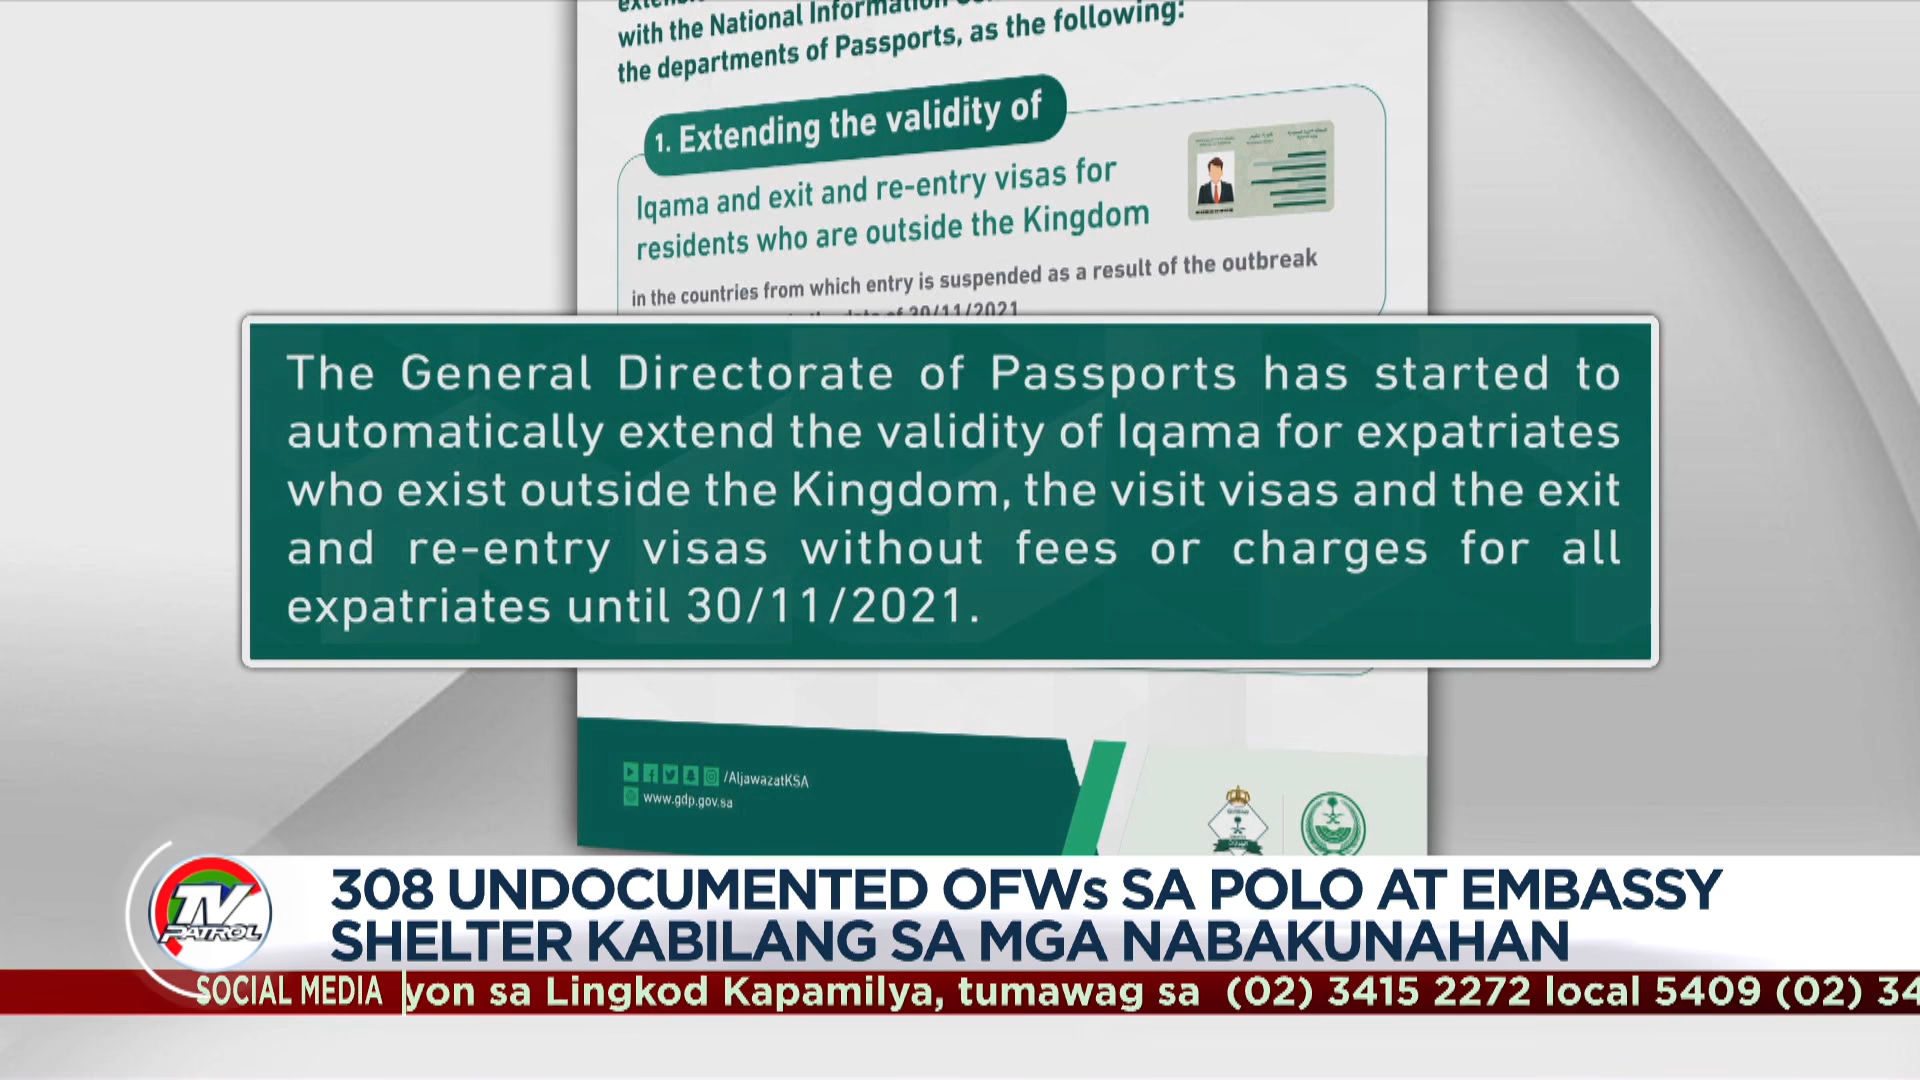 with the National Information
the departments of Passports, as the following:
1. Extending the validity of
Iqama and exit and re-entry visas for
residents who are outside the Kingdom
in the countries from which entry is suspended as a result of the outbreak
30/11/2021
The General Directorate of Passports has started to
automatically extend the validity of Iqama for expatriates
who exist outside the Kingdom, the visit visas and the exit
and re-entry visas without fees or charges for all
expatriates until 30/11/2021.
/AljawazatKSA
www.gdp.gov.sa
308 UNDOCUMENTED OFWs SA POLO AT EMBASSY
SHELTER KABILANG SA MGA NABAKUNAHAN
TV
PATROL
SOCIAL MEDIA yon sa Lingkod Kapamilya, tumawag sa (02) 3415 2272 local 5409 (02) 34